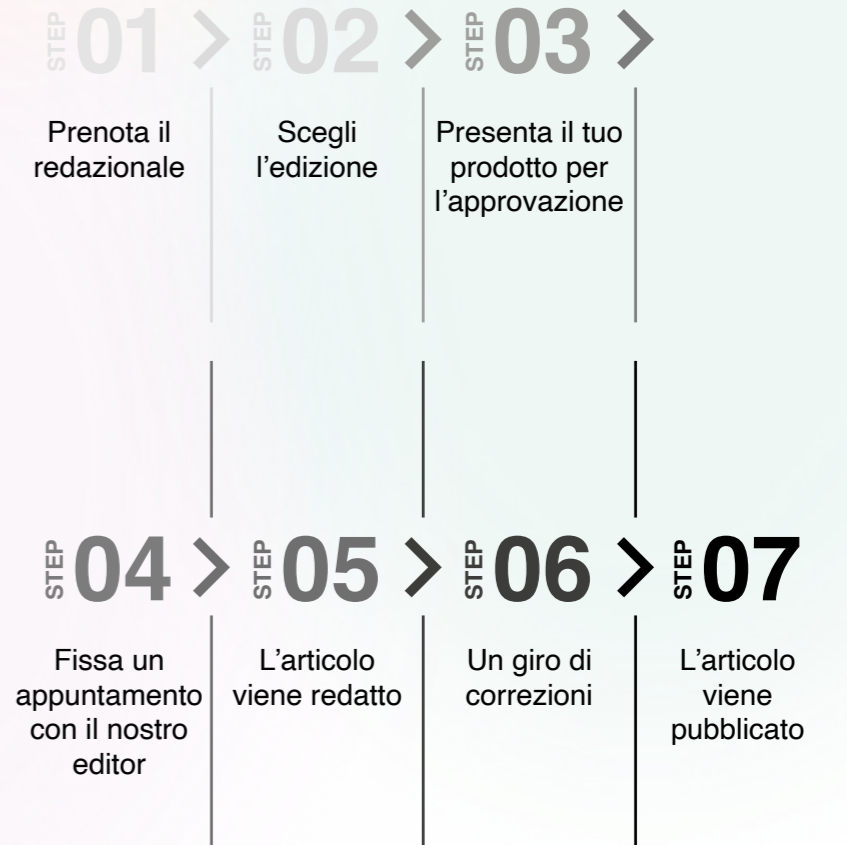 STEP 01 > STEP 02 > STEP 03 >
Prenota il
redazionale
Scegli
l’edizione
Presenta il tuo
prodotto per
l’approvazione
STEP 04 > STEP 05 > STEP 06 > STEP 07
Fissa un
appuntamento
con il nostro
editor
L’articolo
viene redatto
Un giro di
correzioni
L’articolo
viene
pubblicato